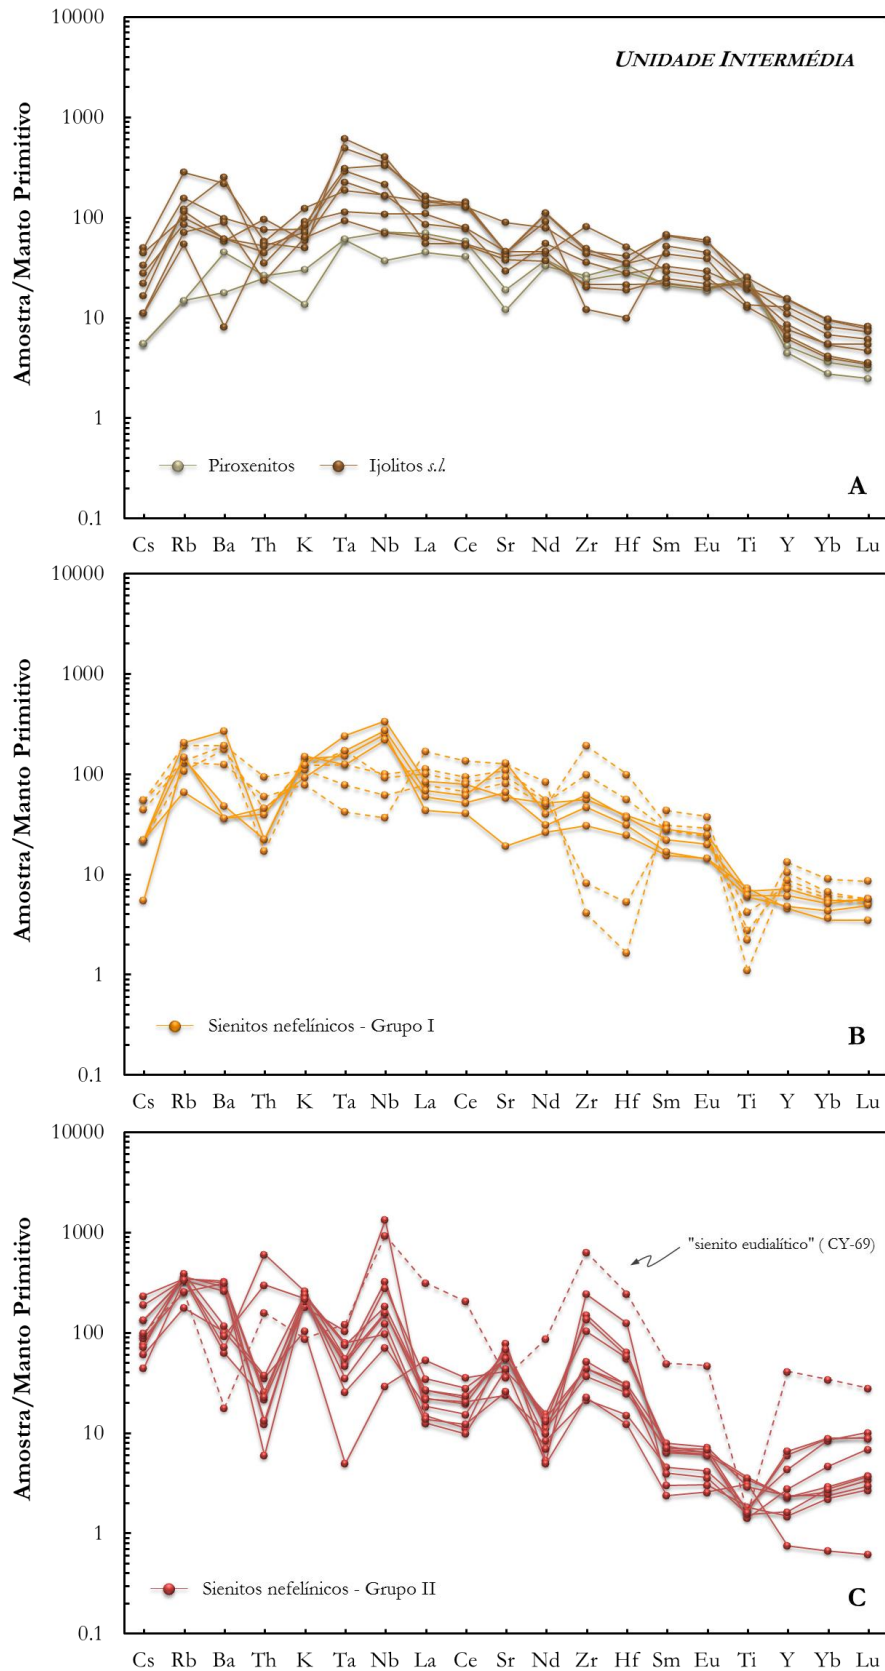 10000
UNIDADE INTERMÉDIA
1000
100
10
1
0.1
Amostra/Manto Primitivo
Piroxenitos
Ijolitos s.l.
A
Cs Rb Ba Th K Ta Nb La Ce Sr Nd Zr Hf Sm Eu Ti Y Yb Lu
10000
1000
100
10
1
0.1
Amostra/Manto Primitivo
Sienitos nefelínicos - Grupo I
B
Cs Rb Ba Th K Ta Nb La Ce Sr Nd Zr Hf Sm Eu Ti Y Yb Lu
10000
1000
100
10
1
0.1
Amostra/Manto Primitivo
"sienito eudialítico" ( CY-69)
Sienitos nefelínicos - Grupo II
C
Cs Rb Ba Th K Ta Nb La Ce Sr Nd Zr Hf Sm Eu Ti Y Yb Lu